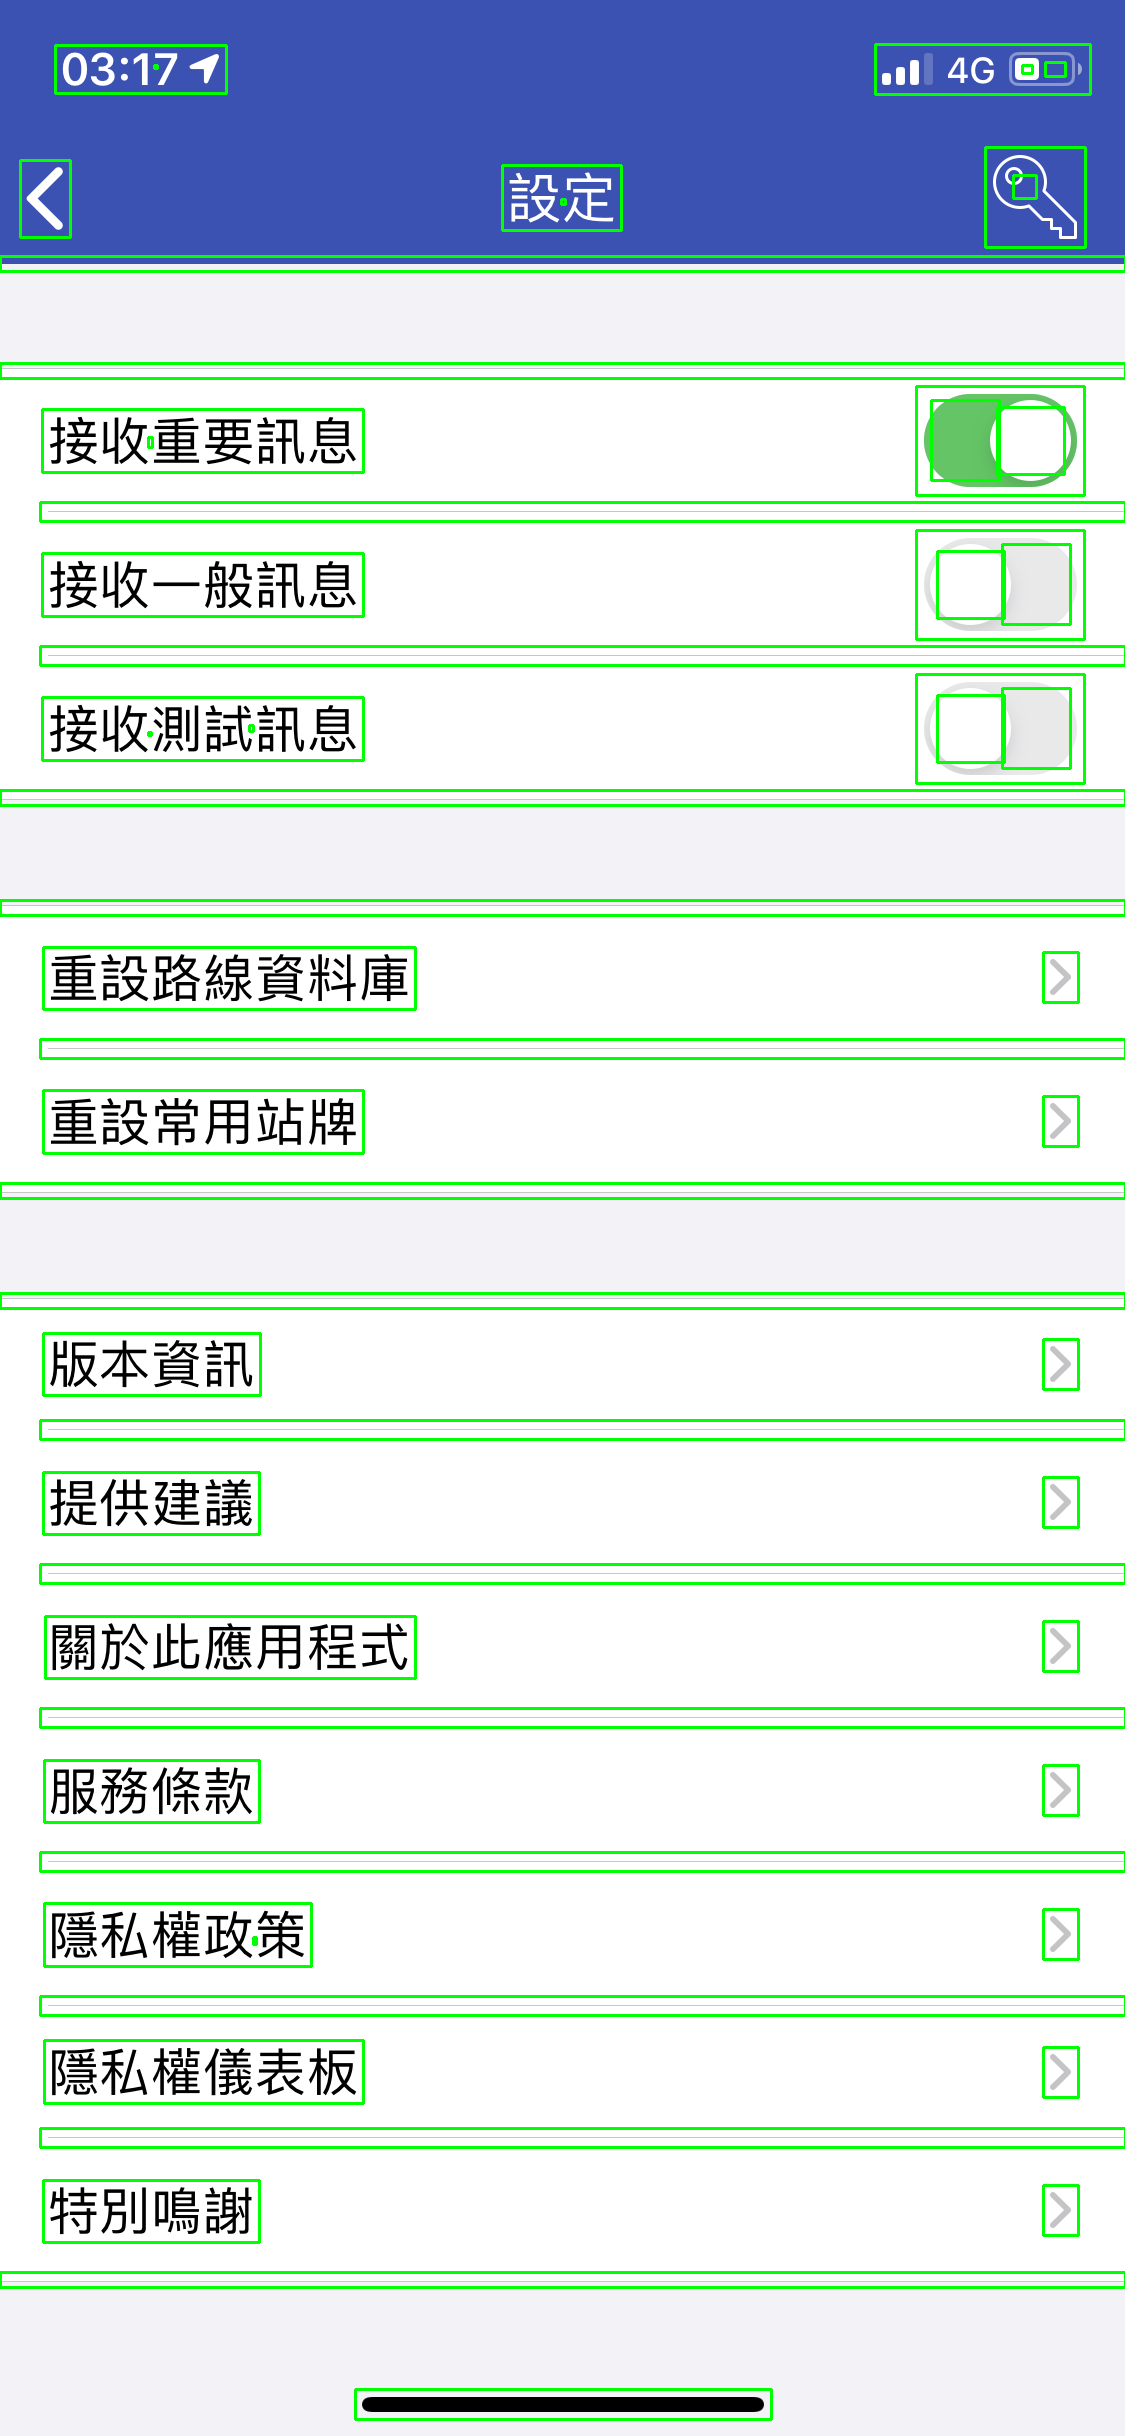 03:17
4G
設定
接收重要訊息
接收一般訊息
接收測試訊息
重設路線資料庫
重設常用站牌
版本資訊
提供建議
關於此應用程式
服務條款
隱私權政策
隱私權儀表板
特別鳴謝